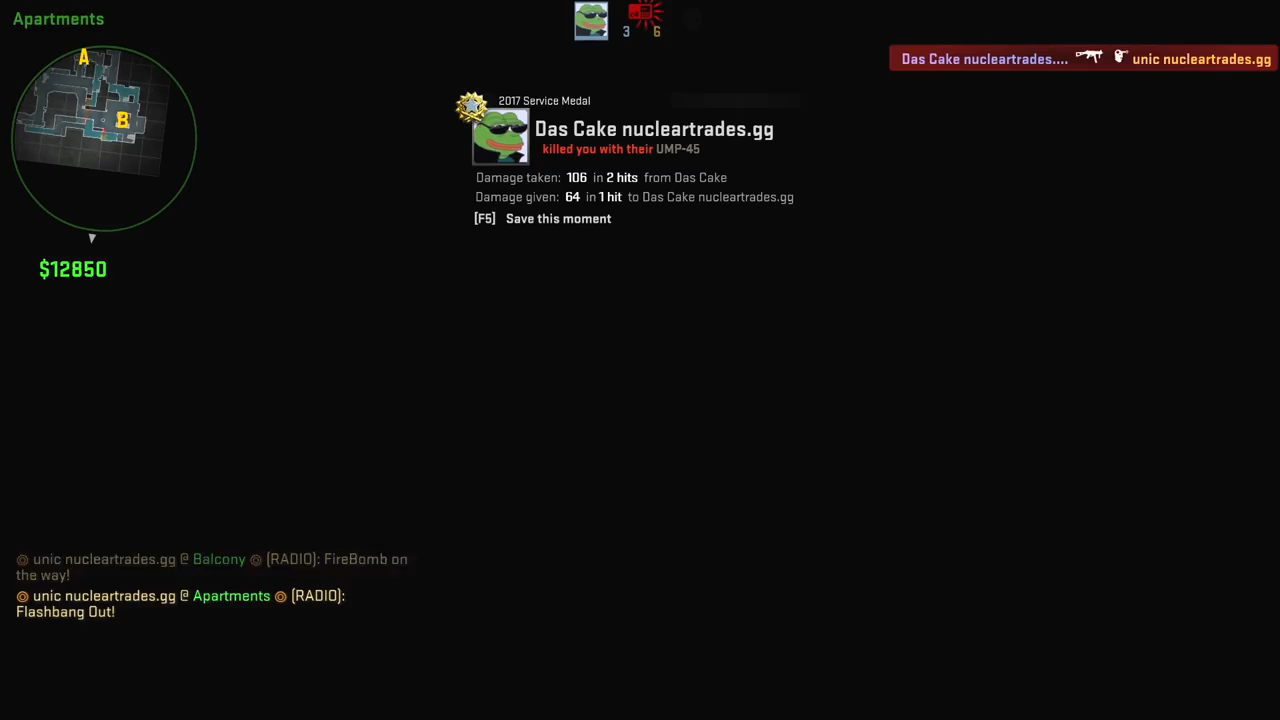 Apartments
3 6
A
B
Das Cake nucleartrades.... unic nucleartrades.gg
2017 Service Medal
Das Cake nucleartrades.gg
killed you with their UMP-45
Damage taken: 106 in 2 hits from Das Cake
Damage given: 64 in 1 hit to Das Cake nucleartrades.gg
[F5] Save this moment
$12850
unic nucleartrades.gg @ Balcony (RADIO): FireBomb on
the way!
unic nucleartrades.gg @ Apartments (RADIO):
Flashbang Out!